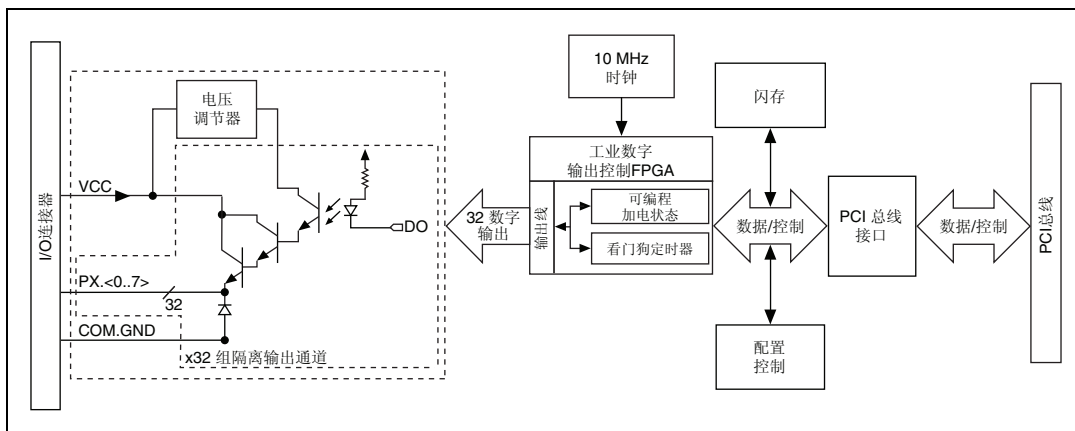 I/O连接器
VCC
PX.<0..7>
32
COM.GND
电压
调节器
DO
x32 组隔离输出通道
32 数字
输出
10 MHz
时钟
工业数字
输出控制FPGA
输出线
可编程
加电状态
看门狗定时器
闪存
数据/控制
配置
控制
PCI 总线
接口
数据/控制
PCI总线